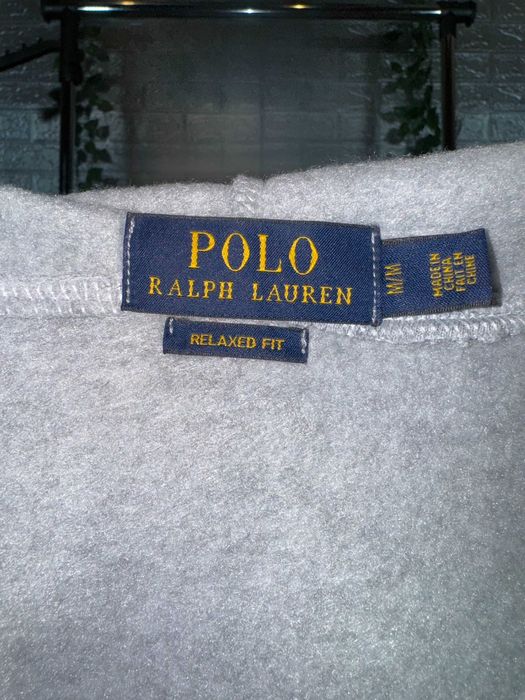 POLO
RALPH LAUREN
RELAXED FIT
M/M
MADE IN
CHINA
FAIT EN
CHINE